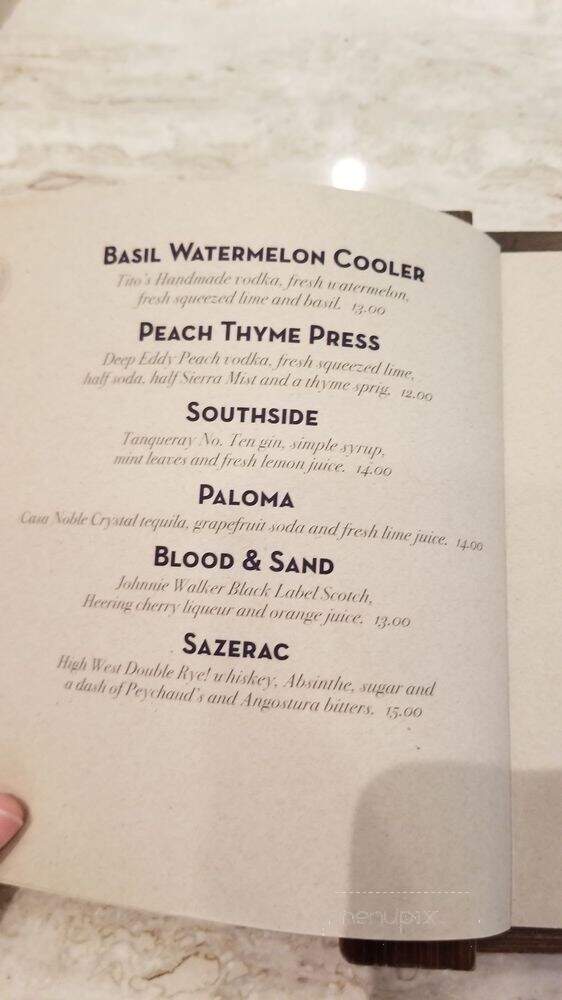 BASIL WATERMELON COOLER
Tito's Handmade vodka, fresh watermelon,
fresh squeezed lime and basil. 13.00
PEACH THYME PRESS
Deep Eddy Peach vodka, fresh squeezed lime,
half soda, half Sierra Mist and a thyme sprig. 12.00
SOUTHSIDE
Tanqueray No. Ten gin, simple syrup,
mint leaves and fresh lemon juice. 14.00
PALOMA
Casa Noble Crystal tequila, grapefruit soda and fresh lime juice. 14.00
BLOOD & SAND
Johnnie Walker Black Label Scotch,
Heering cherry liqueur and orange juice. 13.00
SAZERAC
High West Double Rye! whiskey, Absinthe, sugar and
a dash of Peychaud's and Angostura bitters. 15.00
menupix